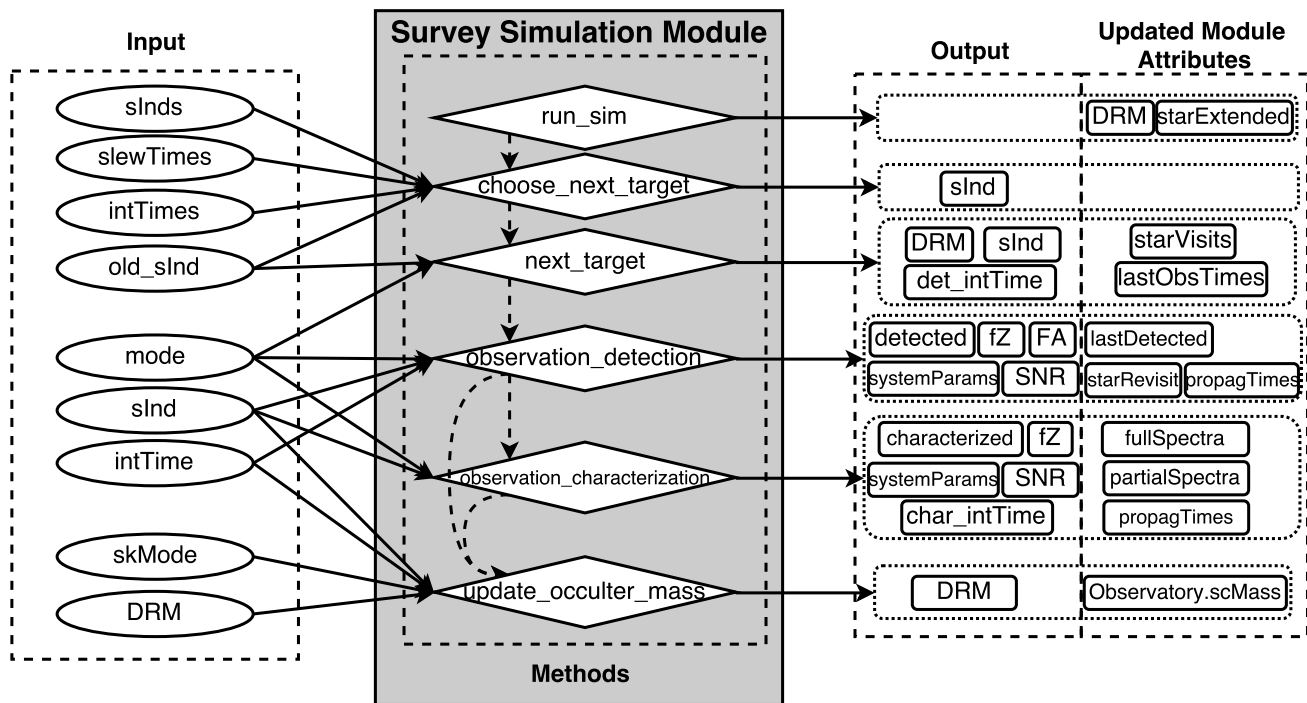 Survey Simulation Module
Input
sInds
slewTimes
intTimes
old_sInd
mode
sInd
intTime
skMode
DRM
run_sim
choose_next_target
next_target
observation_detection
observation_characterization
update_occulter_mass
Methods
Output
Updated Module
Attributes
DRM starExtended
sInd
DRM sInd
det_intTime
starVisits
lastObsTimes
detected fZ FA
systemParams SNR
lastDetected
starRevisit propagTimes
characterized fZ
systemParams SNR
char_intTime
fullSpectra
partialSpectra
propagTimes
DRM
Observatory.scMass